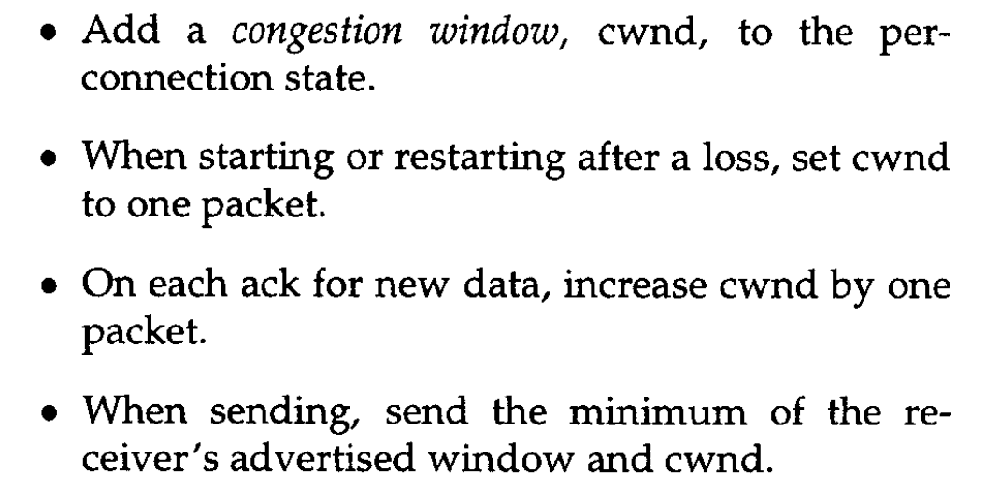 • Add a congestion window, cwnd, to the per-
connection state.
• When starting or restarting after a loss, set cwnd
to one packet.
• On each ack for new data, increase cwnd by one
packet.
• When sending, send the minimum of the re-
ceiver's advertised window and cwnd.